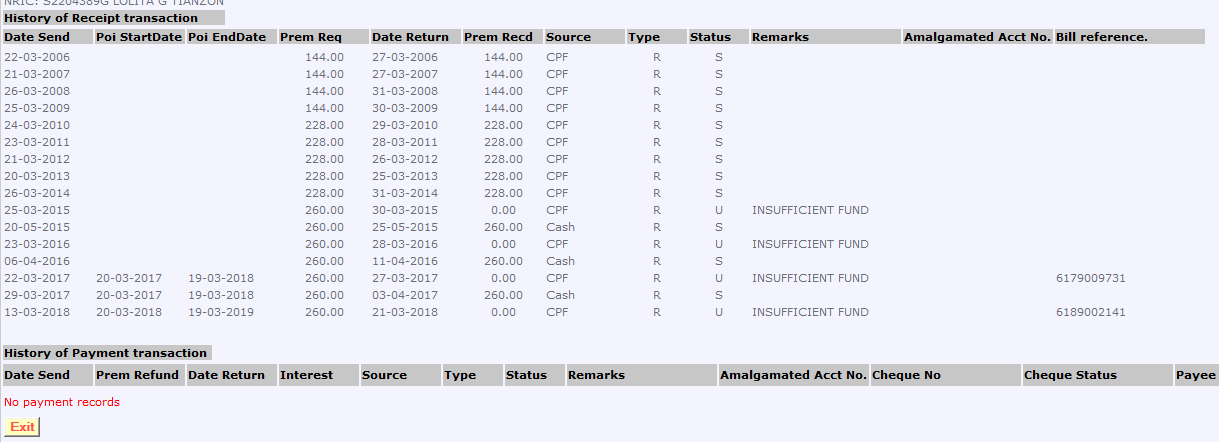 NRIC: S2204389G LOLITA G TIANZON
History of Receipt transaction
Date Send Poi StartDate Poi EndDate Prem Req Date Return Prem Recd Source Type Status Remarks Amalgamated Acct No. Bill reference.
22-03-2006 144.00 27-03-2006 144.00 CPF R S
21-03-2007 144.00 27-03-2007 144.00 CPF R S
26-03-2008 144.00 31-03-2008 144.00 CPF R S
25-03-2009 144.00 30-03-2009 144.00 CPF R S
24-03-2010 228.00 29-03-2010 228.00 CPF R S
23-03-2011 228.00 28-03-2011 228.00 CPF R S
21-03-2012 228.00 26-03-2012 228.00 CPF R S
20-03-2013 228.00 25-03-2013 228.00 CPF R S
26-03-2014 228.00 31-03-2014 228.00 CPF R S
25-03-2015 260.00 30-03-2015 0.00 CPF R U INSUFFICIENT FUND
20-05-2015 260.00 25-05-2015 260.00 Cash R S
23-03-2016 260.00 28-03-2016 0.00 CPF R U INSUFFICIENT FUND
06-04-2016 260.00 11-04-2016 260.00 Cash R S
22-03-2017 20-03-2017 19-03-2018 260.00 27-03-2017 0.00 CPF R U INSUFFICIENT FUND 6179009731
29-03-2017 20-03-2017 19-03-2018 260.00 03-04-2017 260.00 Cash R S
13-03-2018 20-03-2018 19-03-2019 260.00 21-03-2018 0.00 CPF R U INSUFFICIENT FUND 6189002141
History of Payment transaction
Date Send Prem Refund Date Return Interest Source Type Status Remarks Amalgamated Acct No. Cheque No Cheque Status Payee
No payment records
Exit